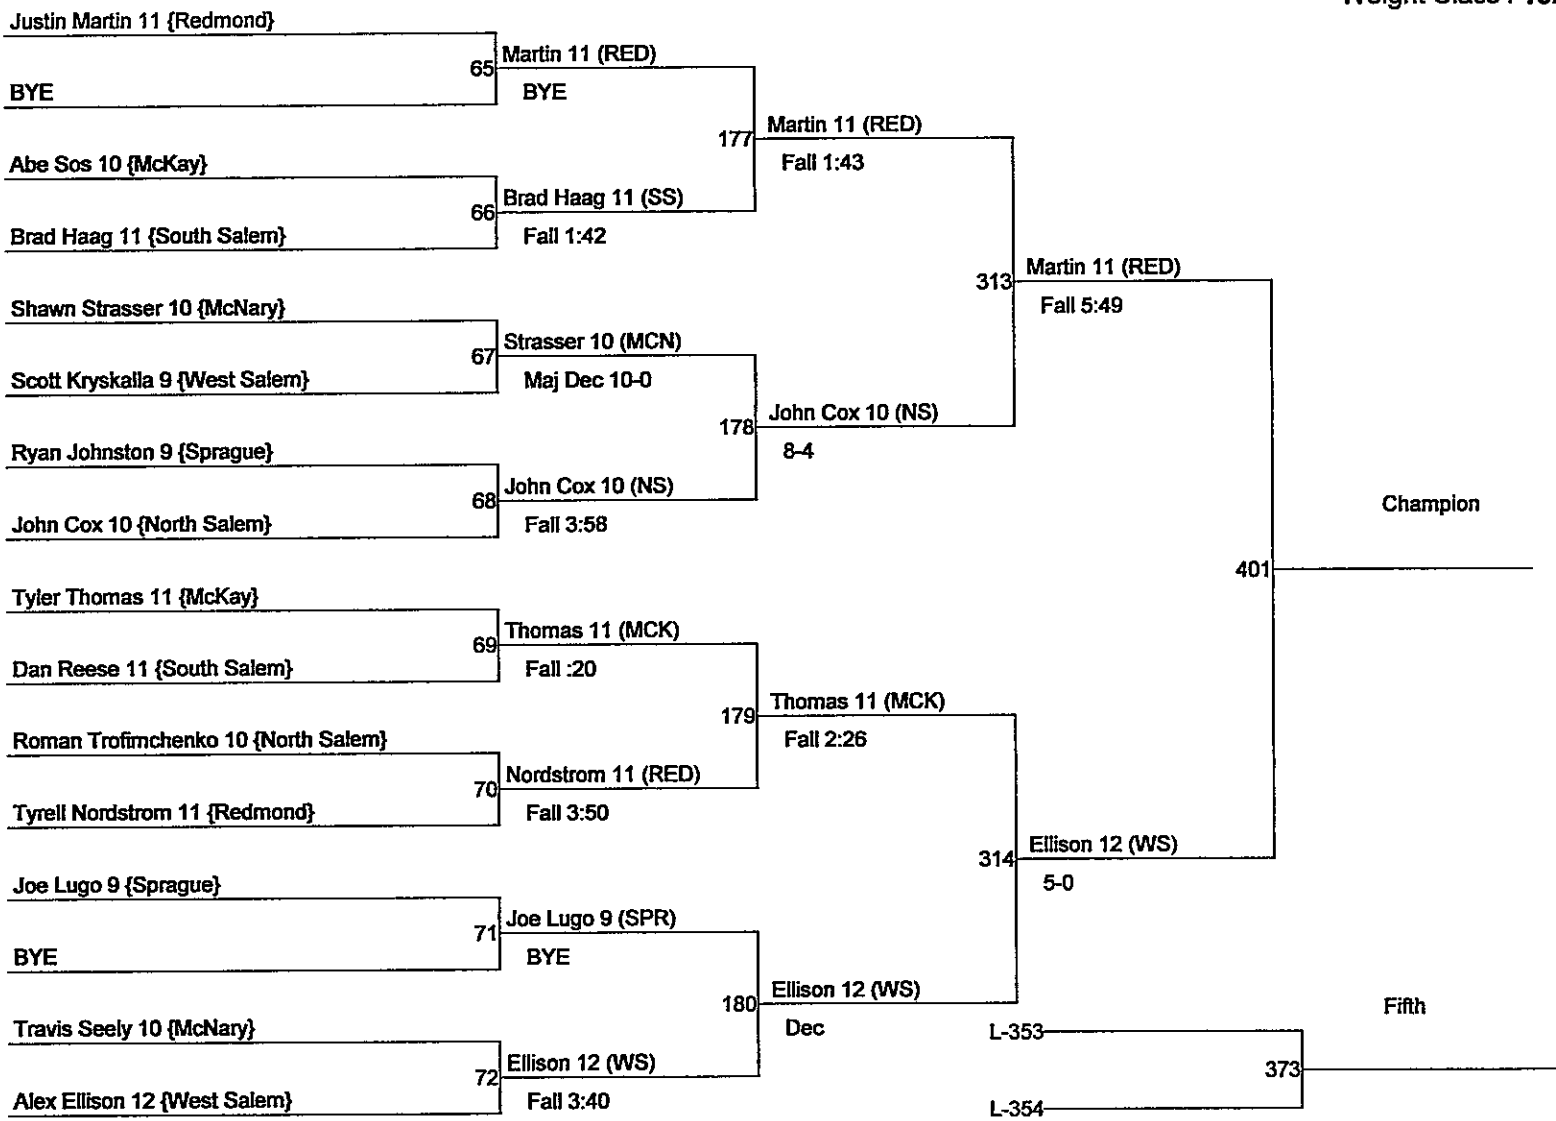 Justin Martin 11 {Redmond}
BYE
65
Martin 11 (RED)
BYE
Abe Sos 10 {McKay}
Brad Haag 11 {South Salem}
66
Brad Haag 11 (SS)
Fall 1:42
177
Martin 11 (RED)
Fall 1:43
Shawn Strasser 10 {McNary}
Scott Kryskalla 9 {West Salem}
67
Strasser 10 (MCN)
Maj Dec 10-0
Ryan Johnston 9 {Sprague}
John Cox 10 {North Salem}
68
John Cox 10 (NS)
Fall 3:58
178
John Cox 10 (NS)
8-4
313
Martin 11 (RED)
Fall 5:49
Tyler Thomas 11 {McKay}
Dan Reese 11 {South Salem}
69
Thomas 11 (MCK)
Fall :20
Roman Trofimchenko 10 {North Salem}
Tyrell Nordstrom 11 {Redmond}
70
Nordstrom 11 (RED)
Fall 3:50
179
Thomas 11 (MCK)
Fall 2:26
Joe Lugo 9 {Sprague}
BYE
71
Joe Lugo 9 (SPR)
BYE
Travis Seely 10 {McNary}
Alex Ellison 12 {West Salem}
72
Ellison 12 (WS)
Fall 3:40
180
Ellison 12 (WS)
Dec
314
Ellison 12 (WS)
5-0
401
Champion
L-353
L-354
373
Fifth